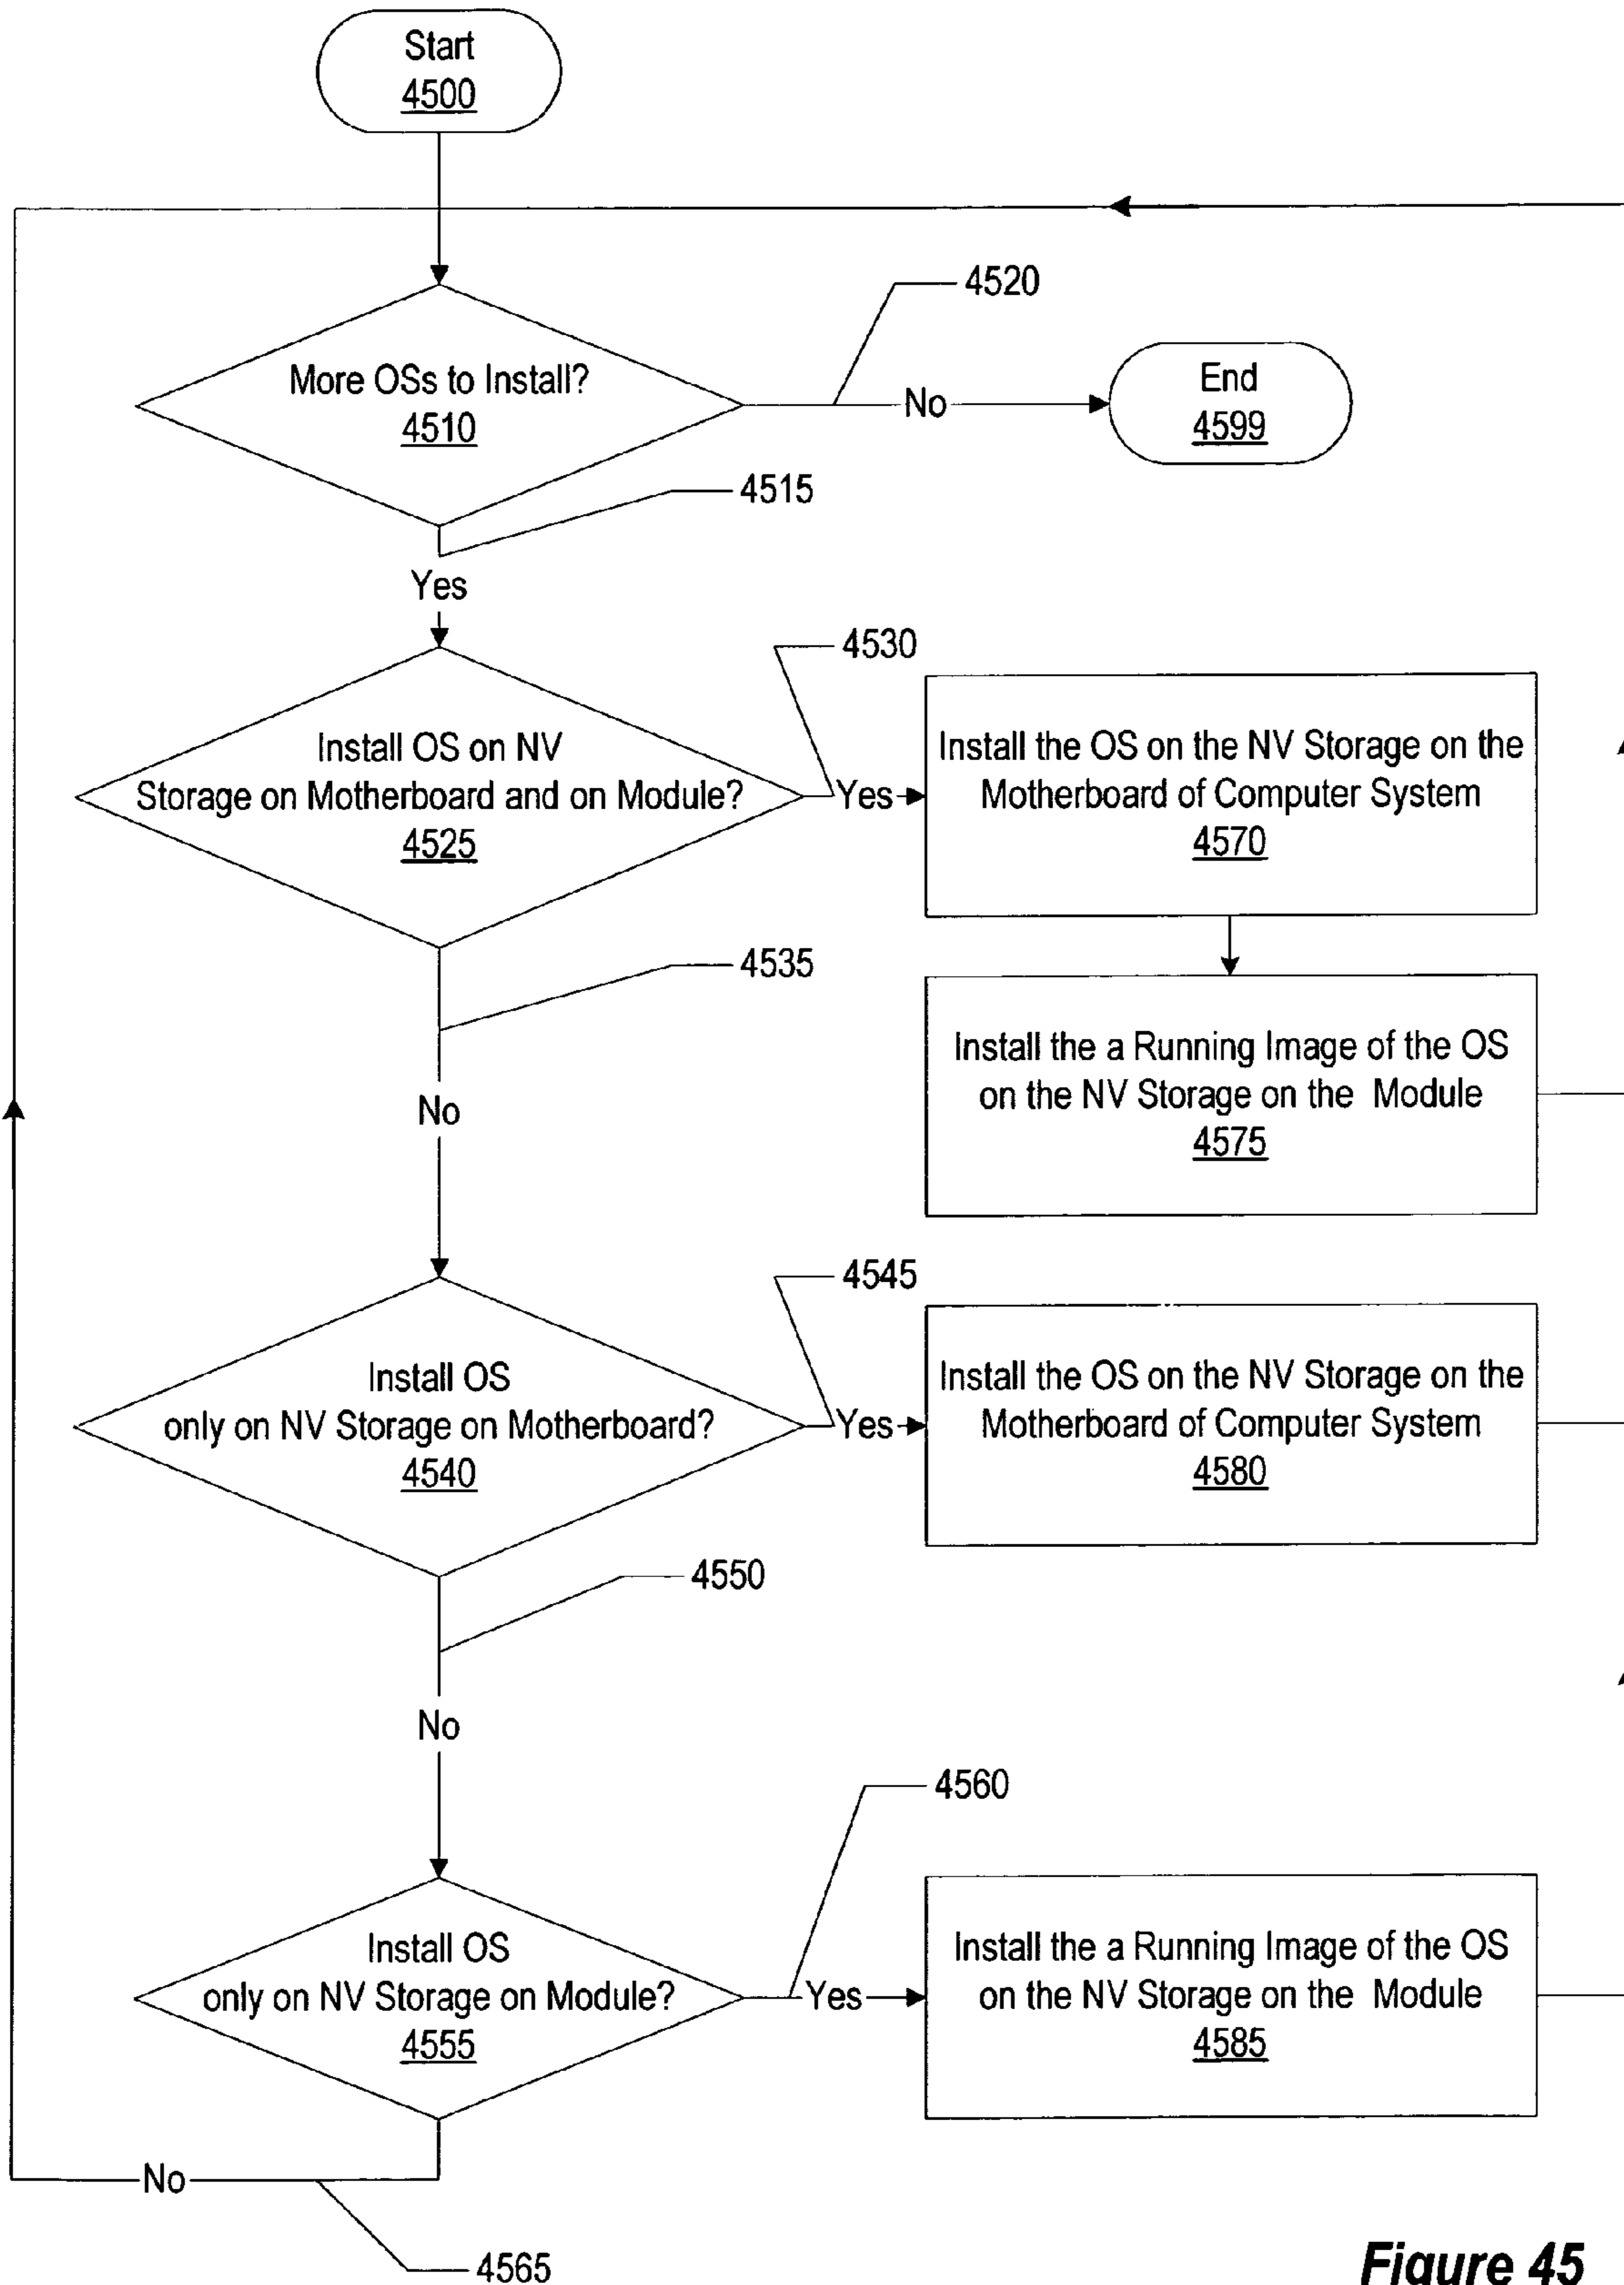 Start
4500
4520
More OSs to Install?
4510
No
End
4599
4515
Yes
4530
Install OS on NV
Storage on Motherboard and on Module?
4525
Yes
Install the OS on the NV Storage on the
Motherboard of Computer System
4570
4535
Install the a Running Image of the OS
on the NV Storage on the Module
4575
No
4545
Install OS
only on NV Storage on Motherboard?
4540
Yes
Install the OS on the NV Storage on the
Motherboard of Computer System
4580
4550
No
4560
Install OS
only on NV Storage on Module?
4555
Yes
Install the a Running Image of the OS
on the NV Storage on the Module
4585
No
4565
Figure 45